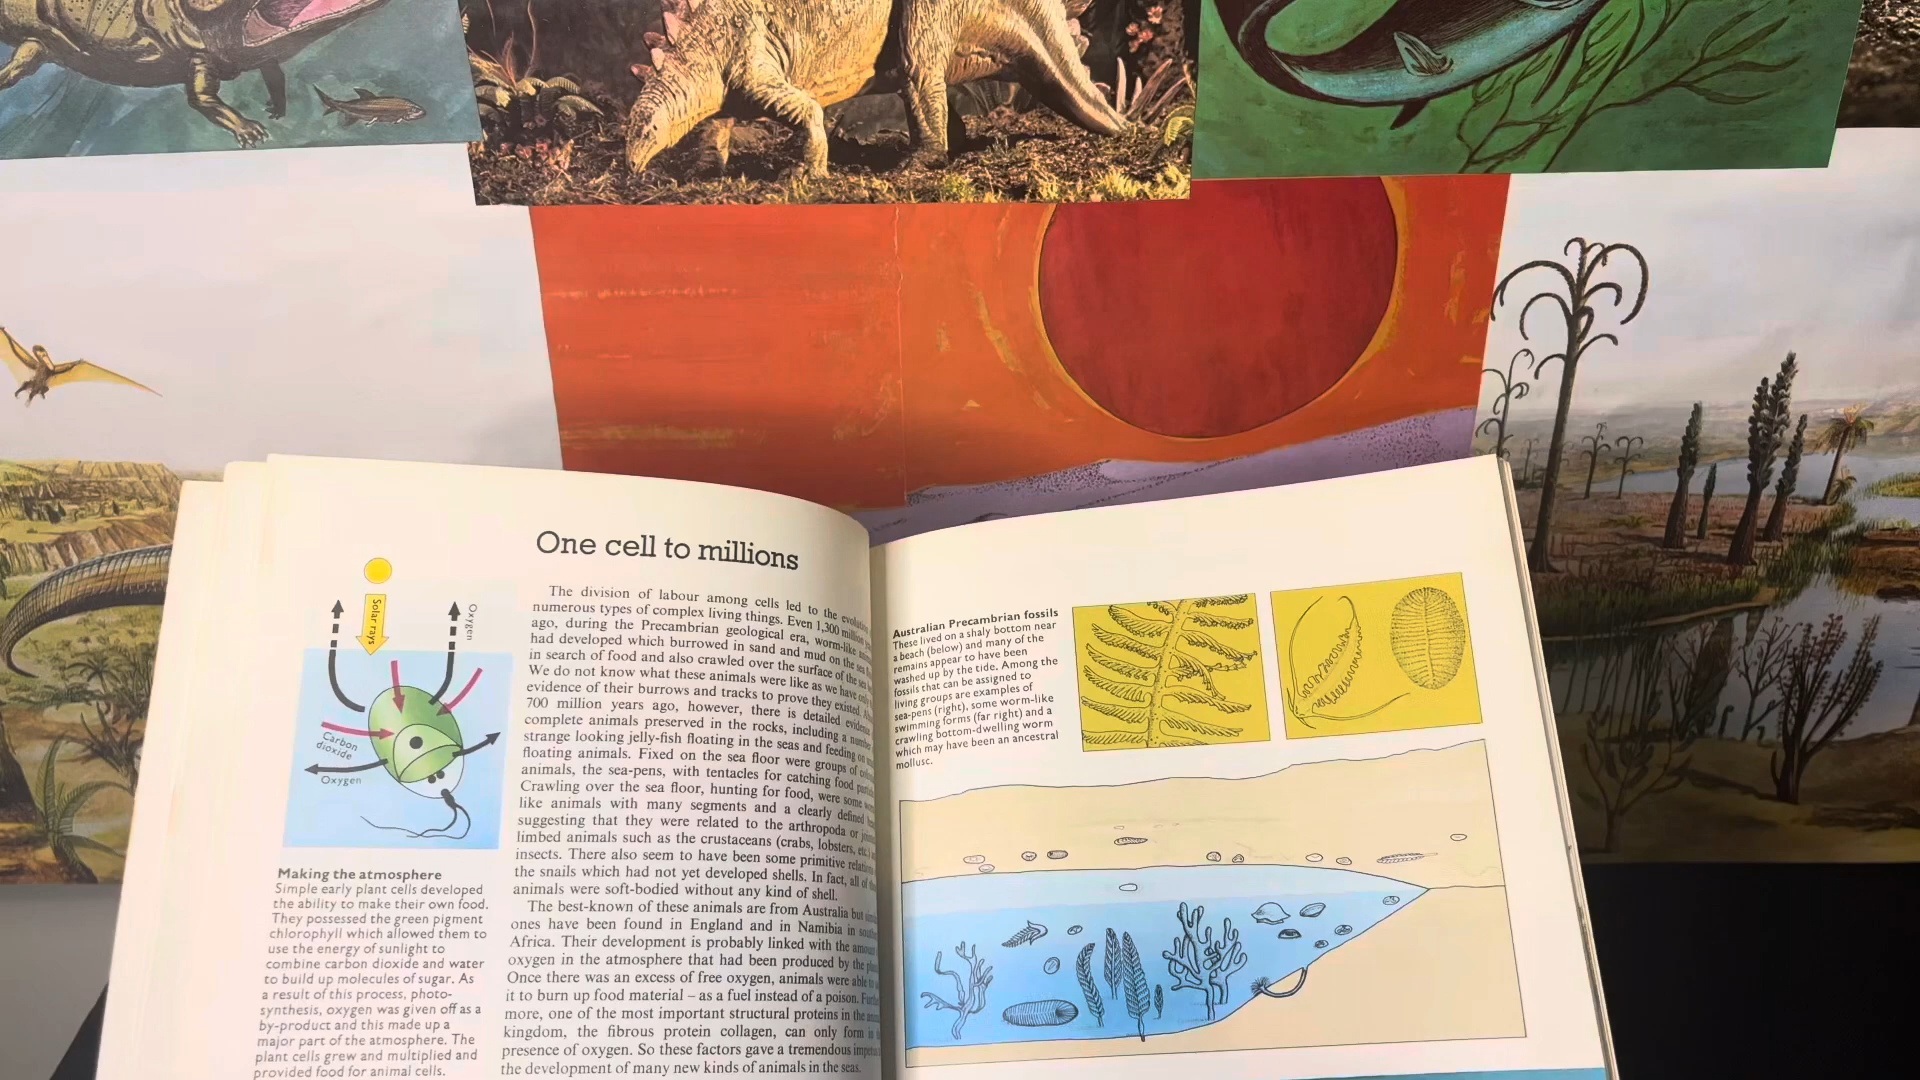 One cell to millions
Solar rays
Oxygen
Carbon
dioxide
Oxygen
Making the atmosphere
Simple early plant cells developed
the ability to make their own food.
They possessed the green pigment
chlorophyll which allowed them to
use the energy of sunlight to
combine carbon dioxide and water
to build up molecules of sugar. As
a result of this process, photo-
synthesis, oxygen was given off as a
by-product and this made up a
major part of the atmosphere. The
plant cells grew and multiplied and
provided food for animal cells.
The division of labour among cells led to the
numerous types of complex living things. Even 1,300 million
ago, during the Precambrian geological era, worm-like
had developed which burrowed in sand and mud on the
in search of food and also crawled over the surface of the
We do not know what these animals were like as we have
evidence of their burrows and tracks to prove they existed.
700 million years ago, however, there is detailed
complete animals preserved in the rocks, including a
strange looking jelly-fish floating in the seas and feeding on
floating animals. Fixed on the sea floor were groups of
animals, the sea-pens, with tentacles for catching food
Crawling over the sea floor, hunting for food, were some
like animals with many segments and a clearly defined
suggesting that they were related to the arthropoda or
limbed animals such as the crustaceans (crabs, lobsters, etc.)
insects. There also seem to have been some primitive
the snails which had not yet developed shells. In fact, all of
animals were soft-bodied without any kind of shell.
The best-known of these animals are from Australia but
ones have been found in England and in Namibia in
Africa. Their development is probably linked with the
oxygen in the atmosphere that had been produced by the
Once there was an excess of free oxygen, animals were able
it to burn up food material – as a fuel instead of a poison.
more, one of the most important structural proteins in the
kingdom, the fibrous protein collagen, can only form
presence of oxygen. So these factors gave a tremendous
the development of many new kinds of animals in the seas.
Australian Precambrian fossils
These lived on a shaly bottom near
a beach (below) and many of the
remains appear to have been
washed up by the tide. Among the
fossils that can be assigned to
living groups are examples of
sea-pens (right), some worm-like
swimming forms (far right) and a
crawling bottom-dwelling worm
which may have been an ancestral
mollusc.